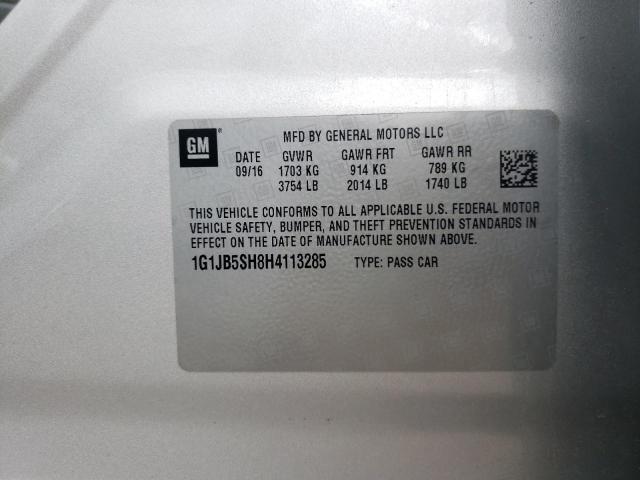 GM ® MFD BY GENERAL MOTORS LLC
DATE GVWR GAWR FRT GAWR RR
09/16 1703 KG 914 KG 789 KG
3754 LB 2014 LB 1740 LB
THIS VEHICLE CONFORMS TO ALL APPLICABLE U.S. FEDERAL MOTOR
VEHICLE SAFETY, BUMPER, AND THEFT PREVENTION STANDARDS IN
EFFECT ON THE DATE OF MANUFACTURE SHOWN ABOVE.
1G1JB5SH8H4113285 TYPE: PASS CAR